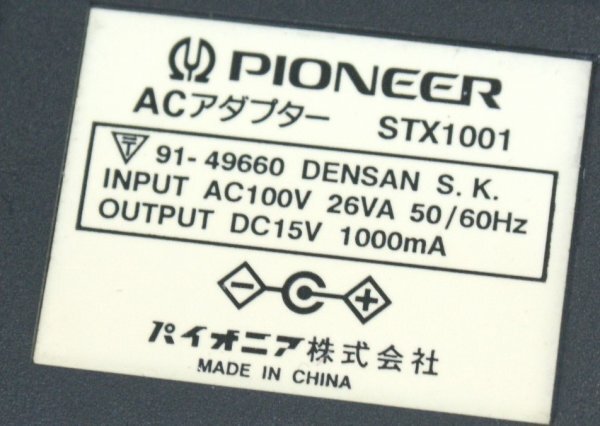 PIONEER
ACアダプター STX1001
〒 91-49660 DENSAN S. K.
INPUT AC100V 26VA 50/60Hz
OUTPUT DC15V 1000mA
パイオニア株式会社
MADE IN CHINA